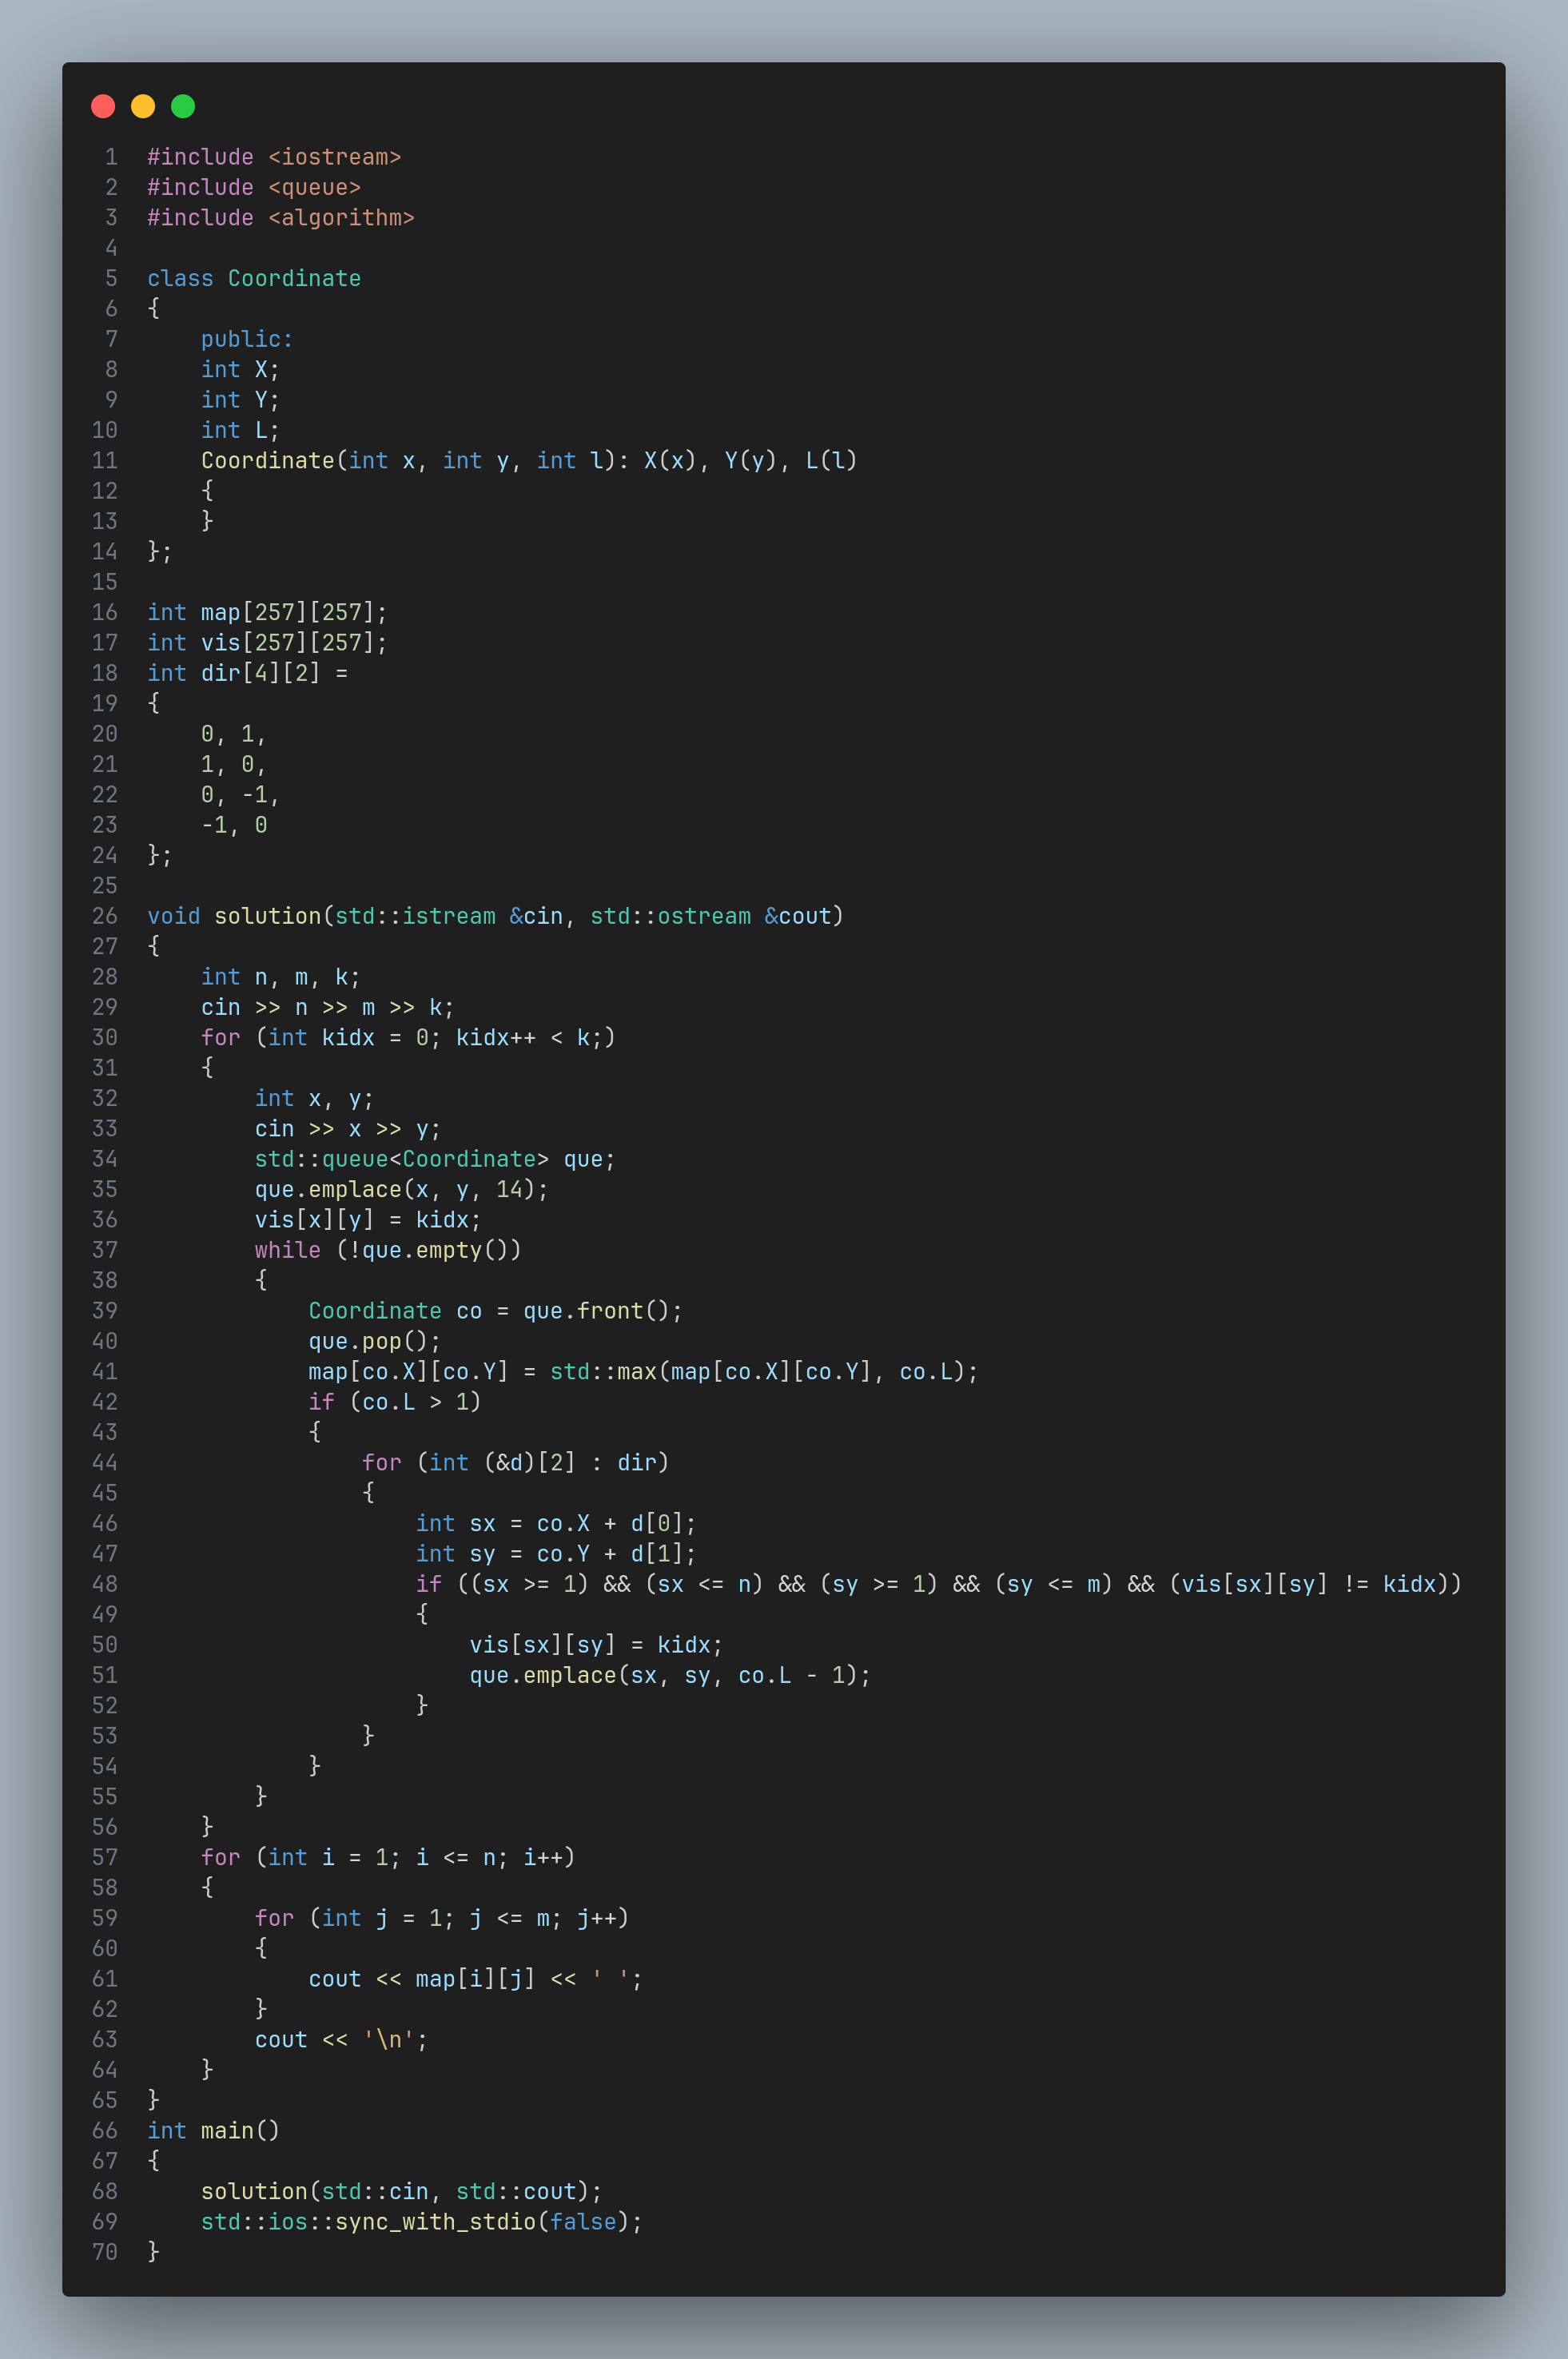 1 #include <iostream>
2 #include <queue>
3 #include <algorithm>
4
5 class Coordinate
6 {
7     public:
8     int X;
9     int Y;
10     int L;
11     Coordinate(int x, int y, int l): X(x), Y(y), L(l)
12     {
13     }
14 };
15
16 int map[257][257];
17 int vis[257][257];
18 int dir[4][2] =
19 {
20     0, 1,
21     1, 0,
22     0, -1,
23     -1, 0
24 };
25
26 void solution(std::istream &cin, std::ostream &cout)
27 {
28     int n, m, k;
29     cin >> n >> m >> k;
30     for (int kidx = 0; kidx++ < k;)
31     {
32         int x, y;
33         cin >> x >> y;
34         std::queue<Coordinate> que;
35         que.emplace(x, y, 14);
36         vis[x][y] = kidx;
37         while (!que.empty())
38         {
39             Coordinate co = que.front();
40             que.pop();
41             map[co.X][co.Y] = std::max(map[co.X][co.Y], co.L);
42             if (co.L > 1)
43             {
44                 for (int (&d)[2] : dir)
45                 {
46                     int sx = co.X + d[0];
47                     int sy = co.Y + d[1];
48                     if ((sx >= 1) && (sx <= n) && (sy >= 1) && (sy <= m) && (vis[sx][sy] != kidx))
49                     {
50                         vis[sx][sy] = kidx;
51                         que.emplace(sx, sy, co.L - 1);
52                     }
53                 }
54             }
55         }
56     }
57     for (int i = 1; i <= n; i++)
58     {
59         for (int j = 1; j <= m; j++)
60         {
61             cout << map[i][j] << ' ';
62         }
63         cout << '\n';
64     }
65 }
66 int main()
67 {
68     solution(std::cin, std::cout);
69     std::ios::sync_with_stdio(false);
70 }